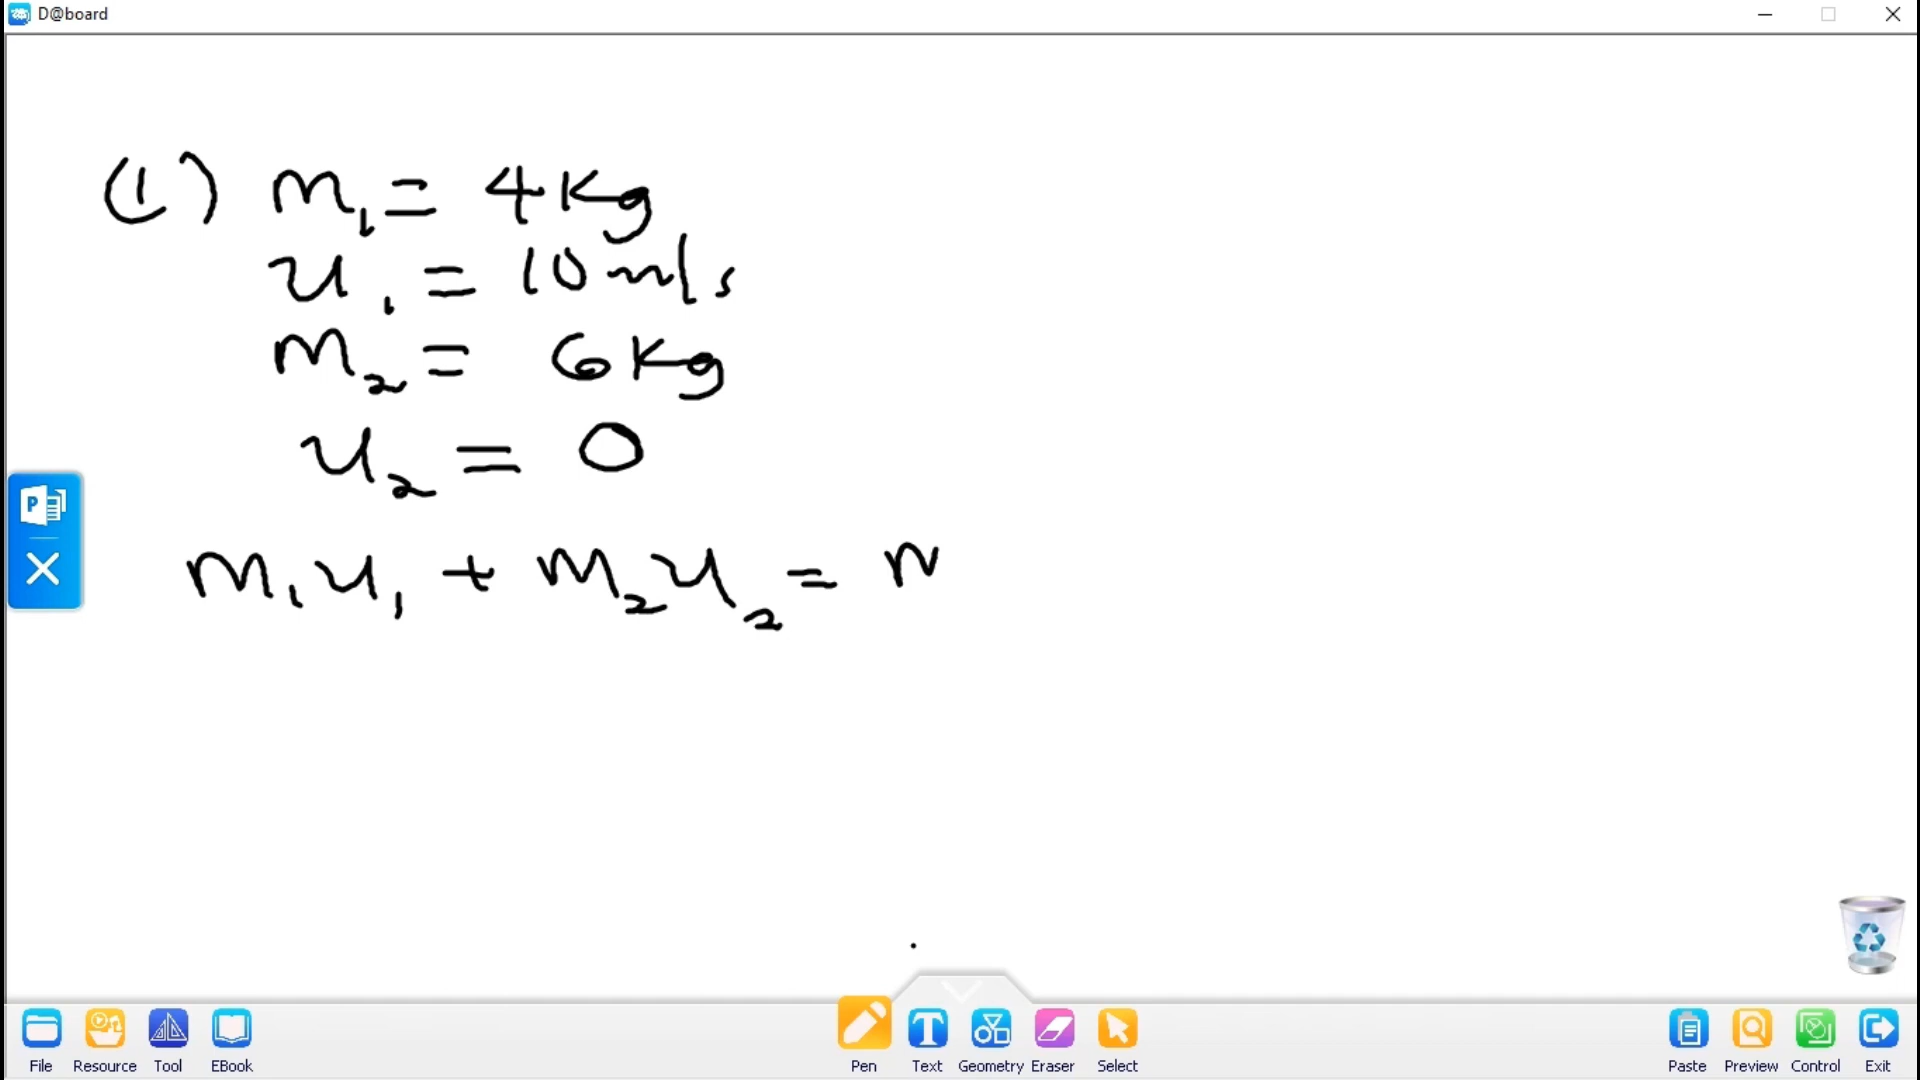 D@board
(1) m₁ = 4Kg
u₁ = 10m/s
m₂ = 6Kg
u₂ = 0
m₁u₁ + m₂u₂ = m
P
File Resource Tool EBook Pen Text Geometry Eraser Select Paste Preview Control Exit